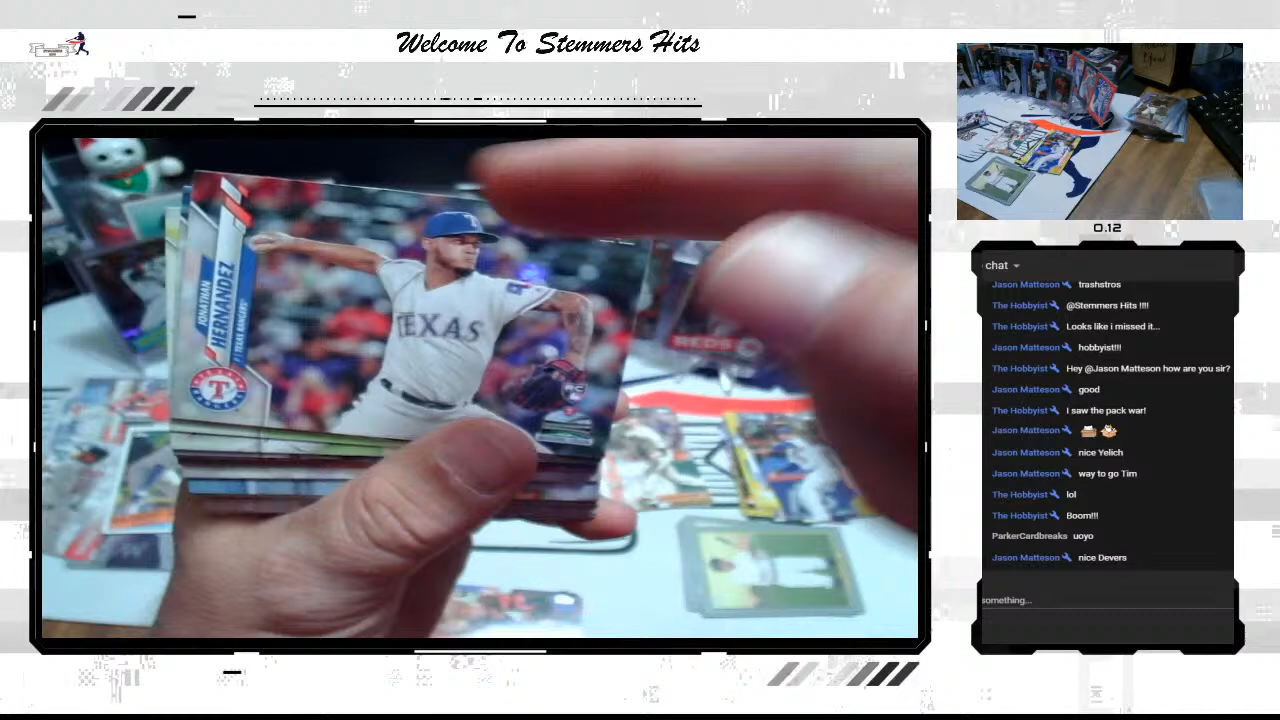 Welcome To Stemmers Hits
JONATHAN
HERNANDEZ
TEXAS RANGERS
T
TEXAS
REDS
0.12
chat
Jason Matteson trashstros
The Hobbyist @Stemmers Hits !!!!
The Hobbyist Looks like i missed it...
Jason Matteson hobbyist!!!
The Hobbyist Hey @Jason Matteson how are you sir?
Jason Matteson good
The Hobbyist I saw the pack war!
Jason Matteson
Jason Matteson nice Yelich
Jason Matteson way to go Tim
The Hobbyist lol
The Hobbyist Boom!!!
ParkerCardbreaks uoyo
Jason Matteson nice Devers
something...